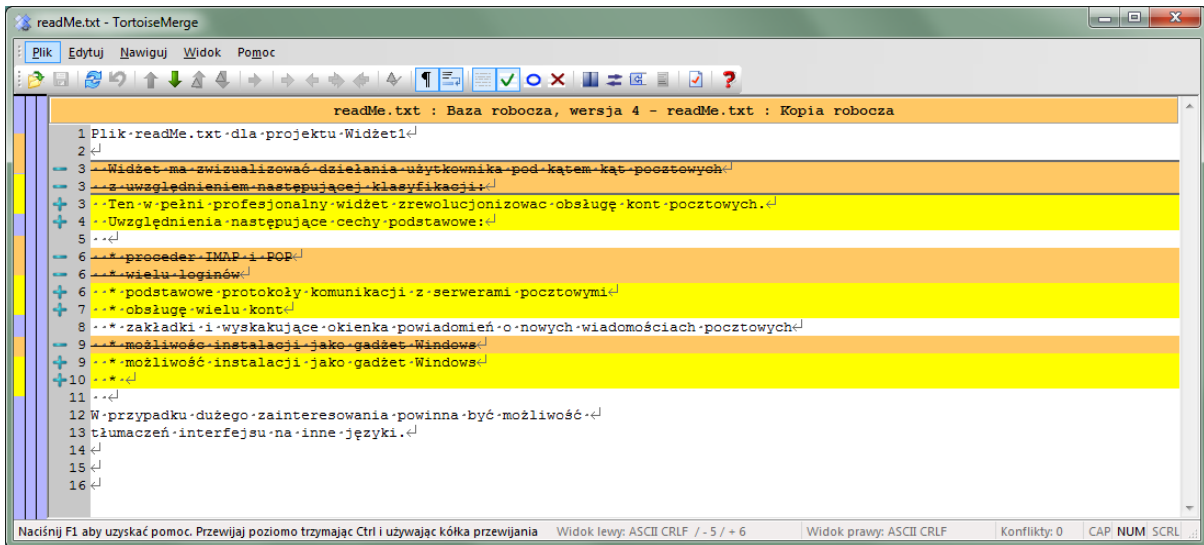 readMe.txt - TortoiseMerge
Plik Edytuj Nawiguj Widok Pomoc
readMe.txt : Baza robocza, wersja 4 - readMe.txt : Kopia robocza
1 Plik·readMe.txt·dla·projektu·Widżet1↵
2 ↵
3 ··Widżet·ma·zwizualizować·działania·użytkownika·pod·kątem·kąt·pocztowych↵
3 ··z·uwzględnieniem·następującej·klasyfikacji:↵
3 ··Ten·w·pełni·profesjonalny·widżet·zrewolucjonizowac·obsługę·kont·pocztowych.↵
4 ··Uwzględnienia·następujące·cechy·podstawowe:↵
5 ··↵
6 ··*·proceder·IMAP·i·POP↵
6 ··*·wielu·loginów↵
6 ··*·podstawowe·protokoły·komunikacji·z·serwerami·pocztowymi↵
7 ··*·obsługę·wielu·kont↵
8 ··*·zakładki·i·wyskakujące·okienka·powiadomień·o·nowych·wiadomościach·pocztowych↵
9 ··*·możliwośc·instalacji·jako·gadżet·Windows↵
9 ··*·możliwość·instalacji·jako·gadżet·Windows↵
10 ··*·↵
11 ··↵
12 W·przypadku·dużego·zainteresowania·powinna·być·możliwość·↵
13 tłumaczeń·interfejsu·na·inne·języki.↵
14 ↵
15 ↵
16 ↵
Naciśnij F1 aby uzyskać pomoc. Przewijaj poziomo trzymając Ctrl i używając kółka przewijania Widok lewy: ASCII CRLF / - 5 / + 6 Widok prawy: ASCII CRLF Konflikty: 0 CAP NUM SCRL